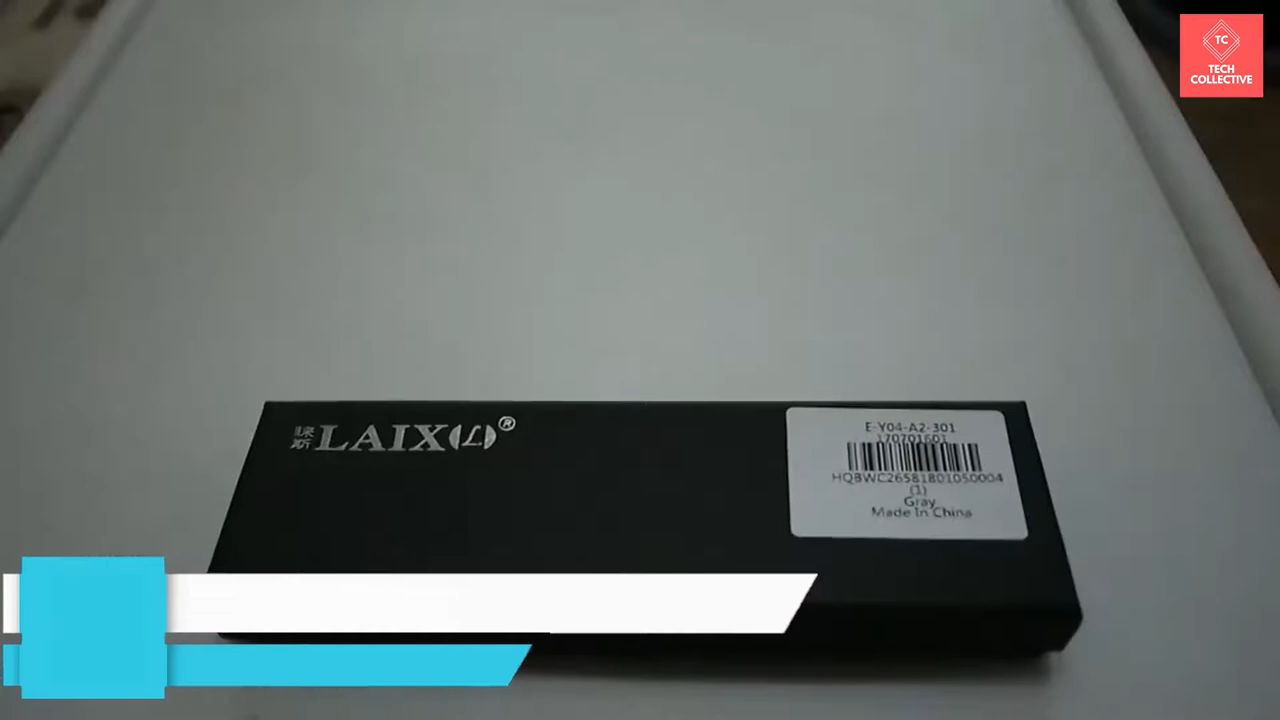 TC
TECH
COLLECTIVE
LAIX(L)®
E-Y04-A2-301
170701601
HQBWC26581801050004
(1)
Gray
Made In China